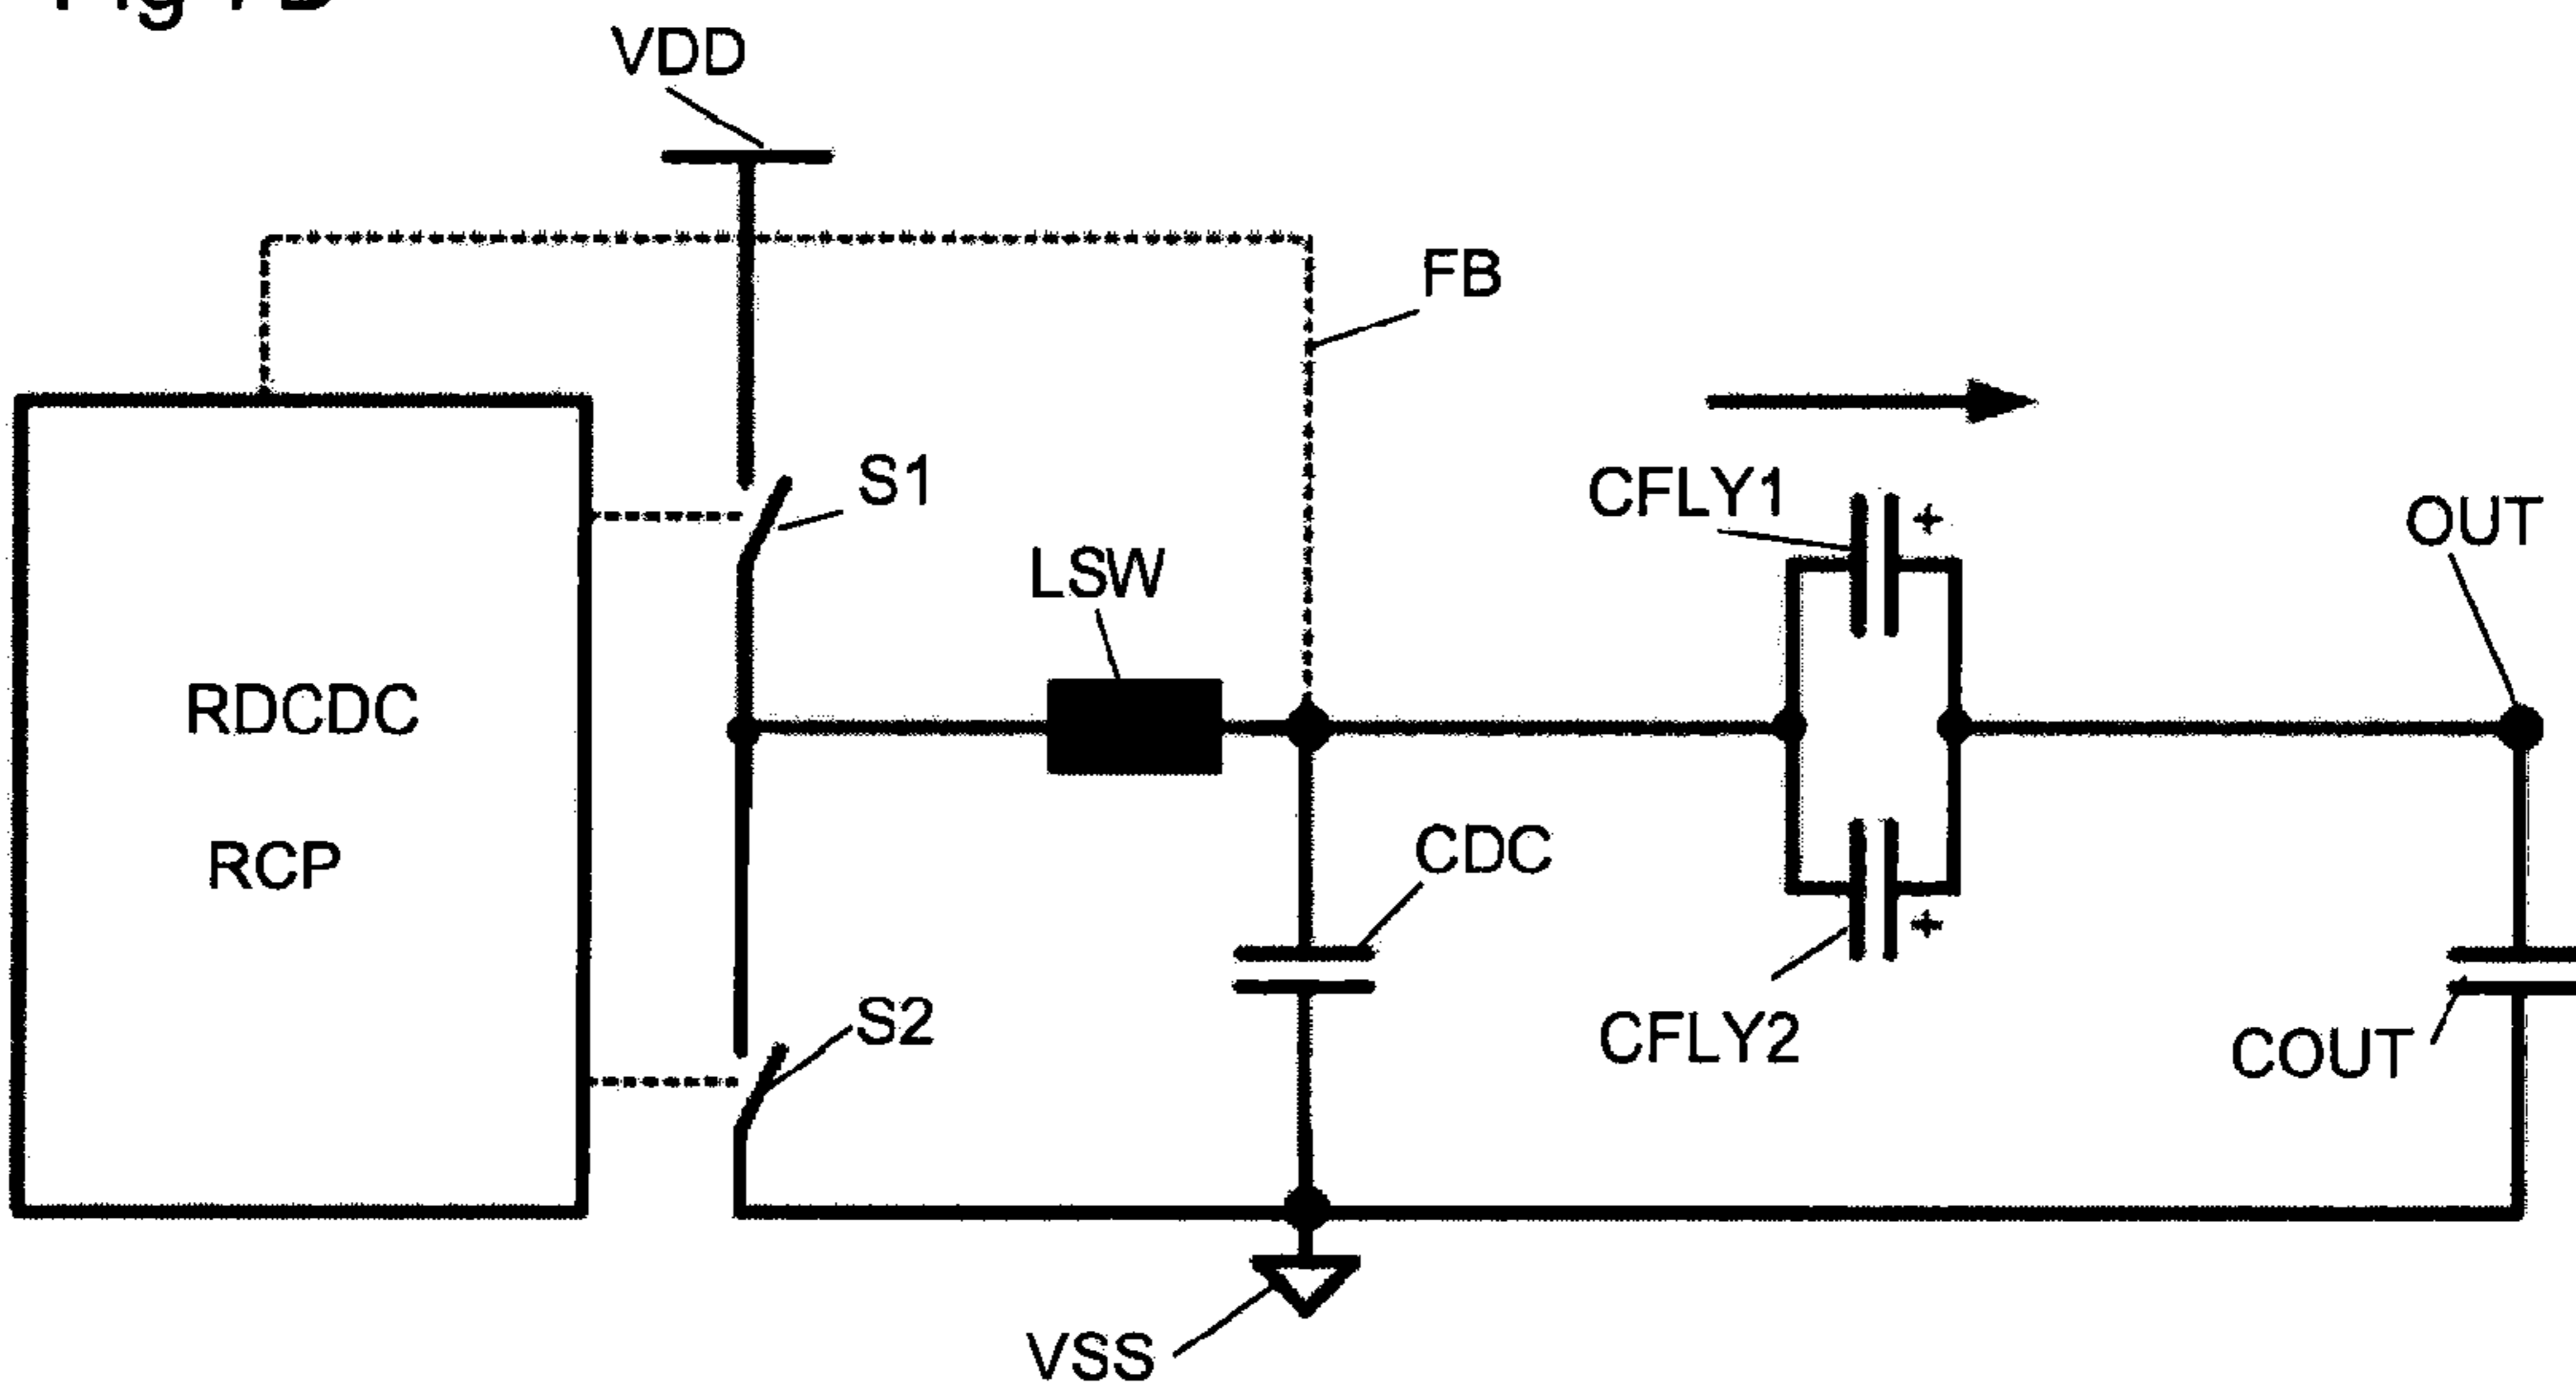 VDD
FB
S1
CFLY1
OUT
LSW
RDCDC
RCP
CDC
S2
CFLY2
COUT
VSS